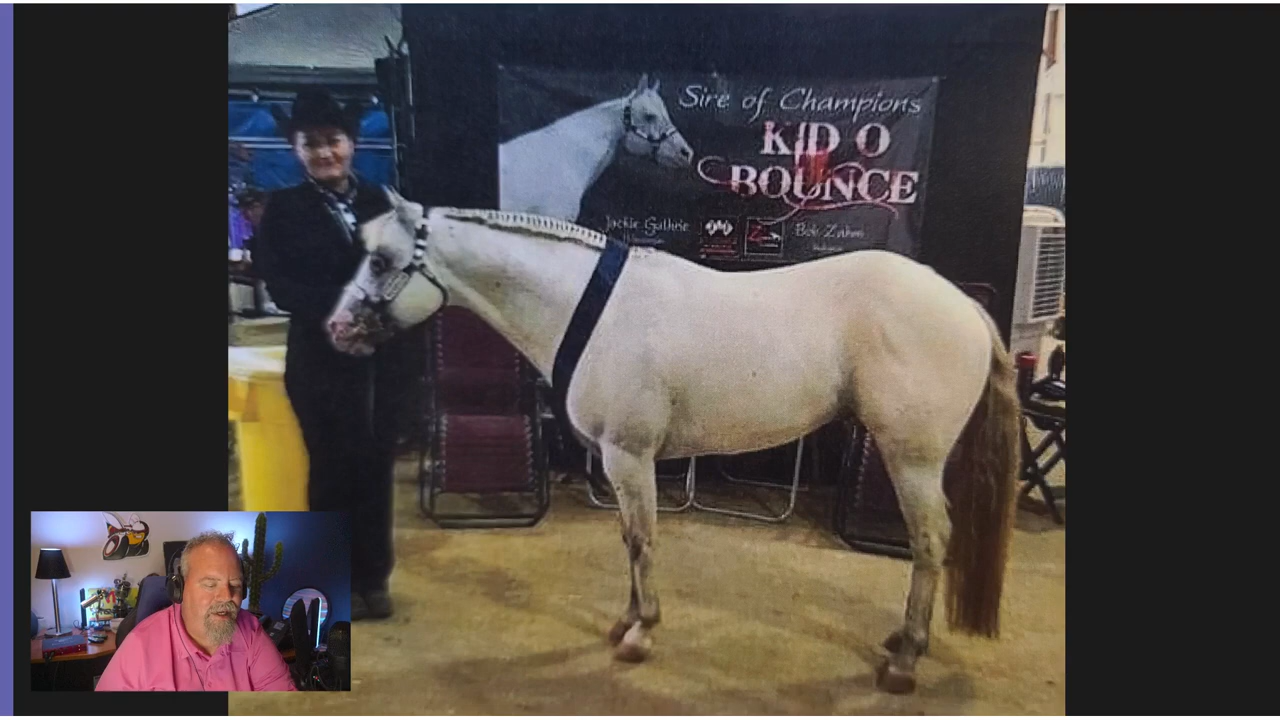 Sire of Champions
KID O
BOUNCE
Jackie Guthrie
Bob Zahm